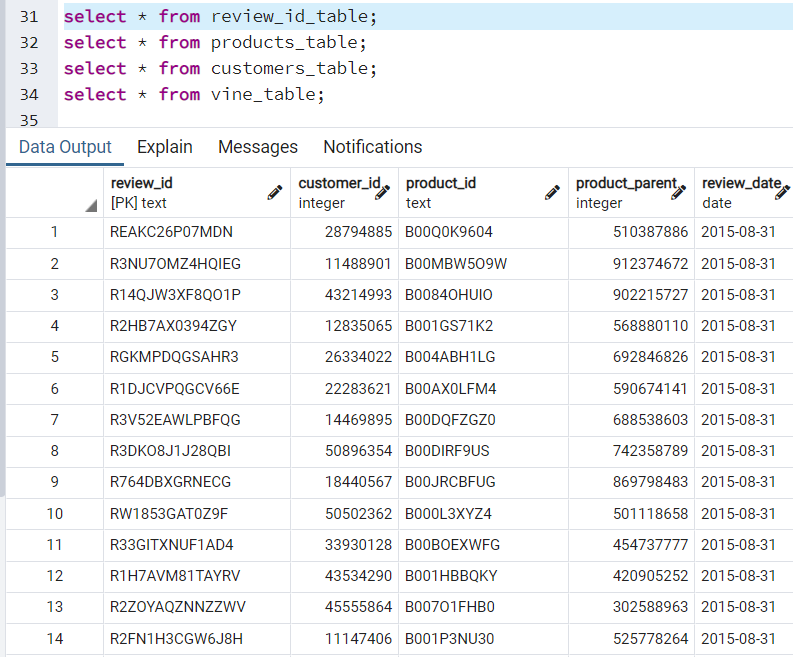 31 select * from review_id_table;
32 select * from products_table;
33 select * from customers_table;
34 select * from vine_table;
35
Data Output Explain Messages Notifications
review_id customer_id product_id product_parent review_date
[PK] text integer text integer date
1 REAKC26P07MDN 28794885 B00Q0K9604 510387886 2015-08-31
2 R3NU7OMZ4HQIEG 11488901 B00MBW5O9W 912374672 2015-08-31
3 R14QJW3XF8QO1P 43214993 B0084OHUIO 902215727 2015-08-31
4 R2HB7AX0394ZGY 12835065 B001GS71K2 568880110 2015-08-31
5 RGKMPDQGSAHR3 26334022 B004ABH1LG 692846826 2015-08-31
6 R1DJCVPQGCV66E 22283621 B00AX0LFM4 590674141 2015-08-31
7 R3V52EAWLPBFQG 14469895 B00DQFZGZ0 688538603 2015-08-31
8 R3DKO8J1J28QBI 50896354 B00DIRF9US 742358789 2015-08-31
9 R764DBXGRNECG 18440567 B00JRCBFUG 869798483 2015-08-31
10 RW1853GAT0Z9F 50502362 B000L3XYZ4 501118658 2015-08-31
11 R33GITXNUF1AD4 33930128 B00BOEXWFG 454737777 2015-08-31
12 R1H7AVM81TAYRV 43534290 B001HBBQKY 420905252 2015-08-31
13 R2ZOYAQZNNZZWV 45555864 B007O1FHB0 302588963 2015-08-31
14 R2FN1H3CGW6J8H 11147406 B001P3NU30 525778264 2015-08-31